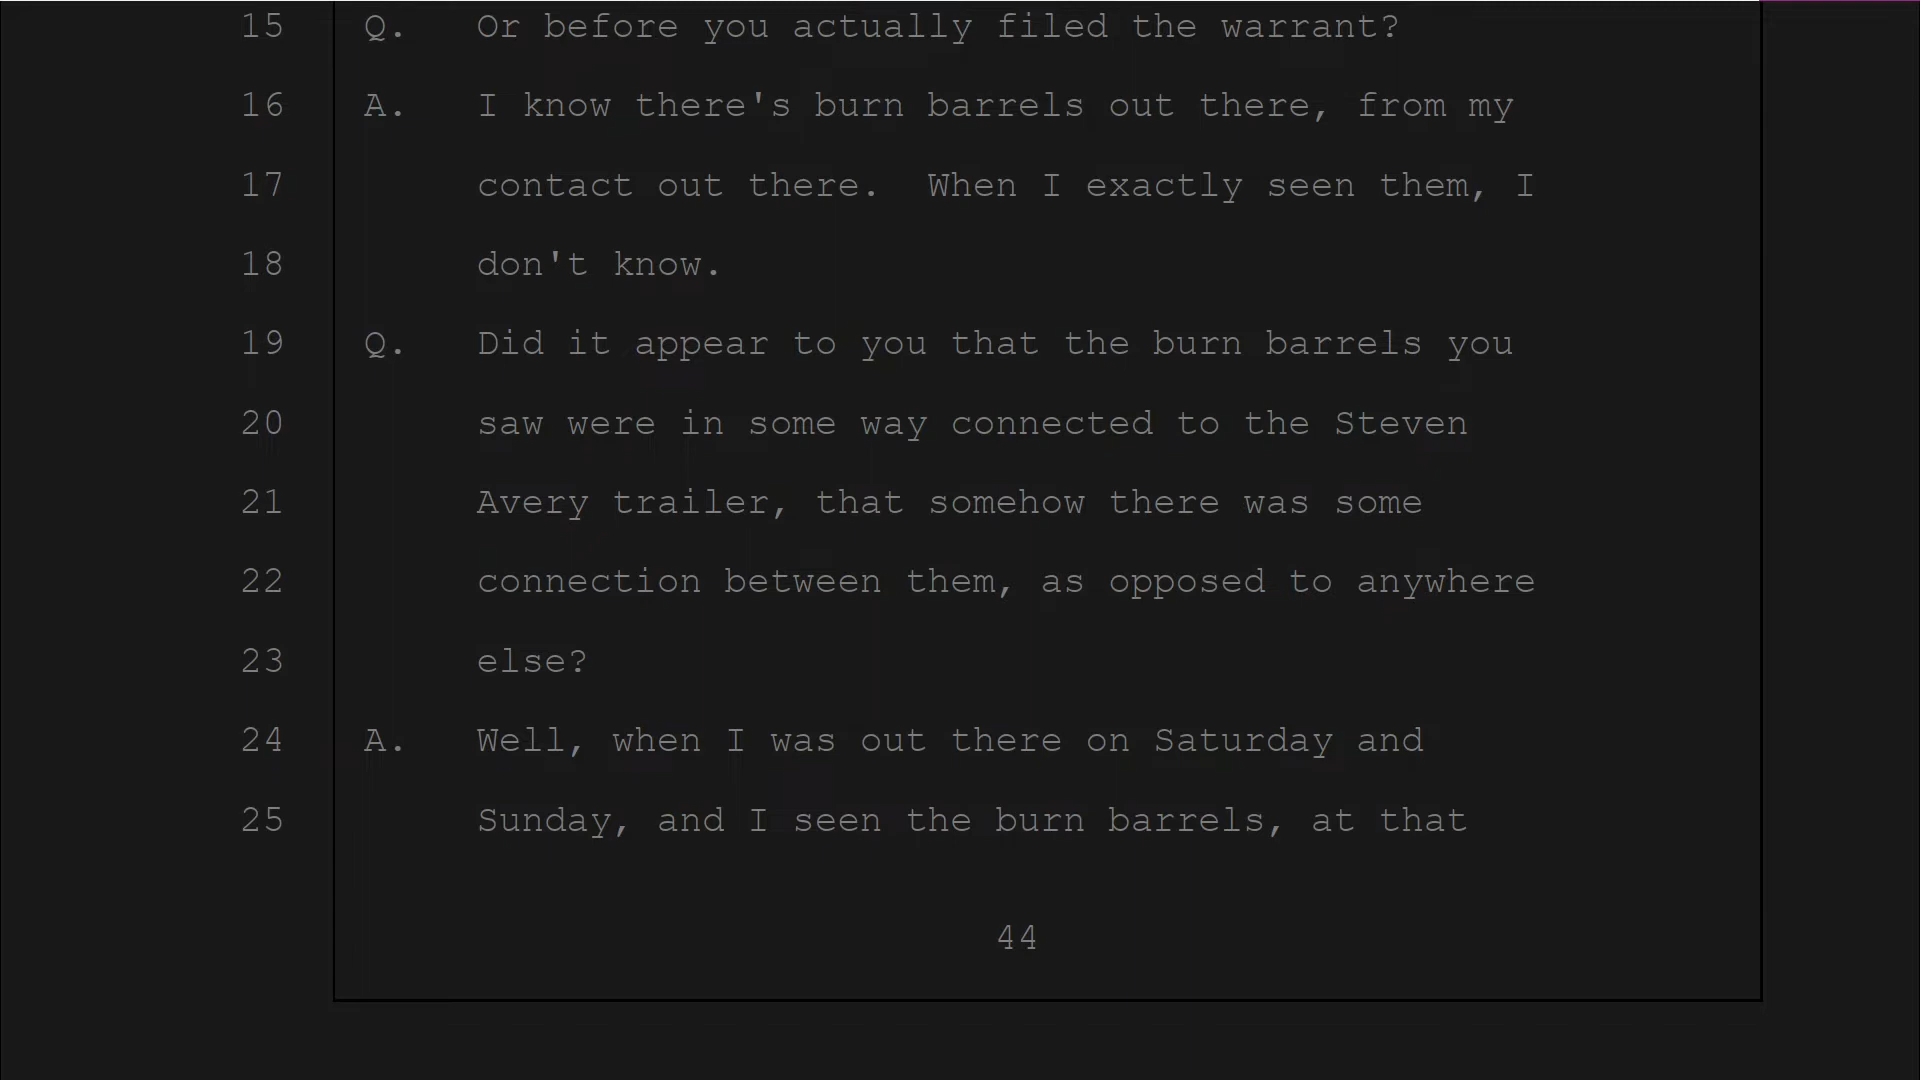 15 Q. Or before you actually filed the warrant?
16 A. I know there's burn barrels out there, from my
17 contact out there. When I exactly seen them, I
18 don't know.
19 Q. Did it appear to you that the burn barrels you
20 saw were in some way connected to the Steven
21 Avery trailer, that somehow there was some
22 connection between them, as opposed to anywhere
23 else?
24 A. Well, when I was out there on Saturday and
25 Sunday, and I seen the burn barrels, at that
44